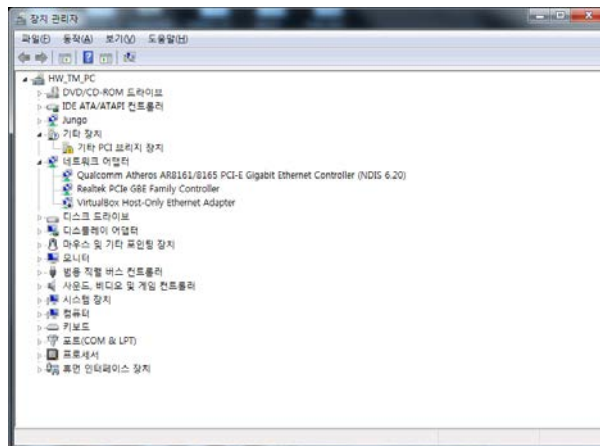 장치 관리자
파일(F) 동작(A) 보기(V) 도움말(H)
HW_TM_PC
DVD/CD-ROM 드라이브
IDE ATA/ATAPI 컨트롤러
Jungo
기타 장치
기타 PCI 브리지 장치
네트워크 어댑터
Qualcomm Atheros AR8161/8165 PCI-E Gigabit Ethernet Controller (NDIS 6.20)
Realtek PCIe GBE Family Controller
VirtualBox Host-Only Ethernet Adapter
디스크 드라이브
디스플레이 어댑터
마우스 및 기타 포인팅 장치
모니터
범용 직렬 버스 컨트롤러
사운드, 비디오 및 게임 컨트롤러
시스템 장치
컴퓨터
키보드
포트(COM & LPT)
프로세서
휴먼 인터페이스 장치